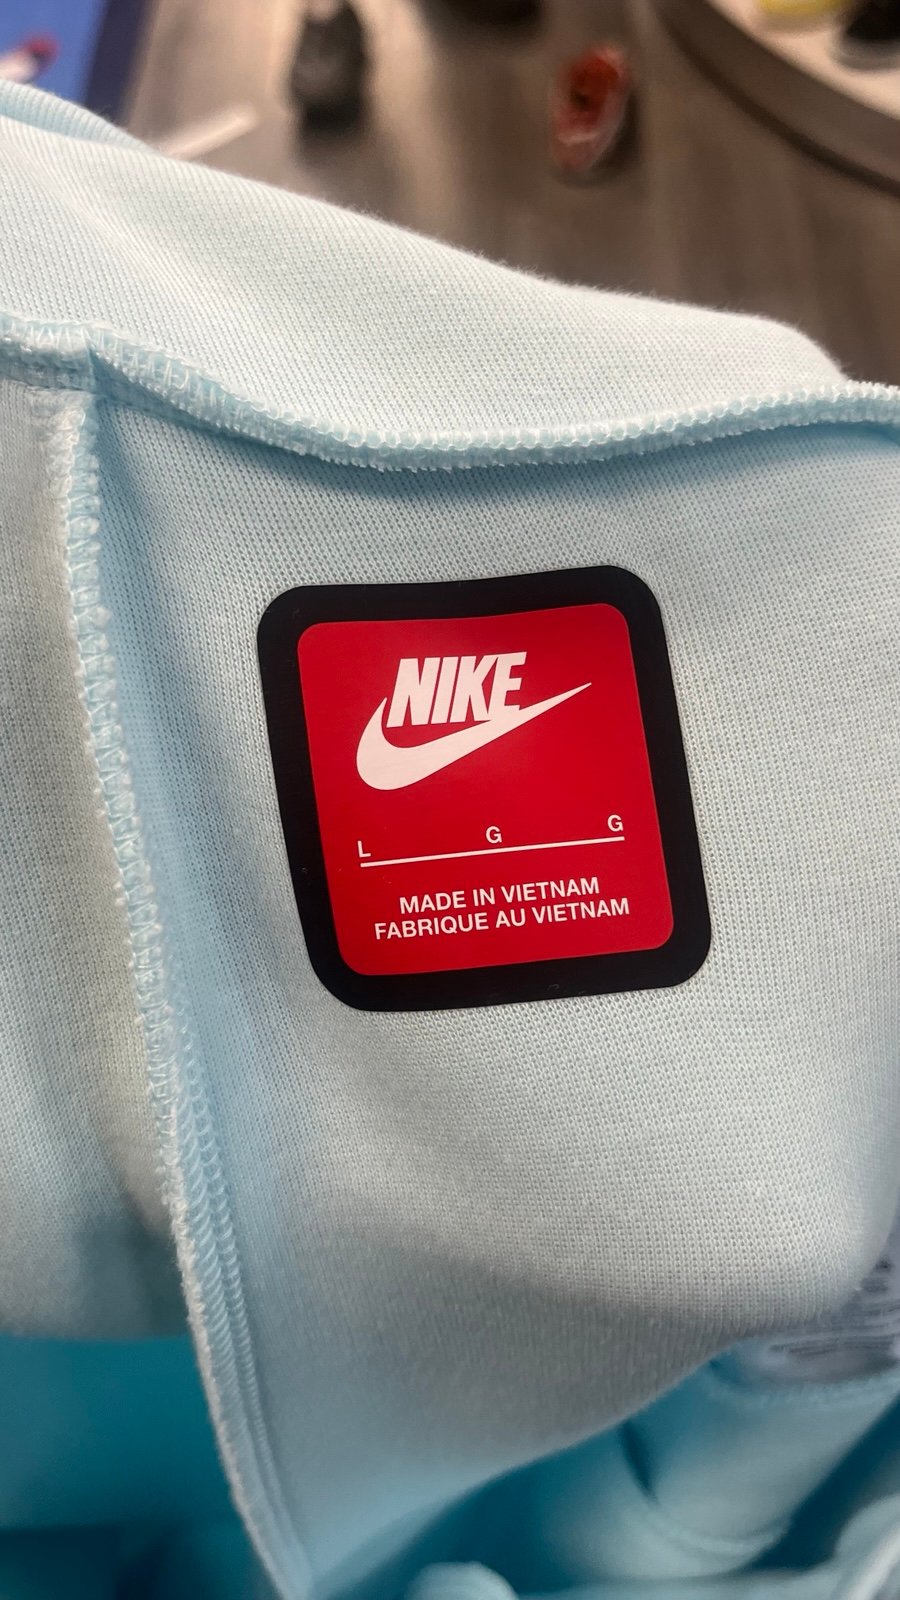 NIKE
L G G
MADE IN VIETNAM
FABRIQUE AU VIETNAM